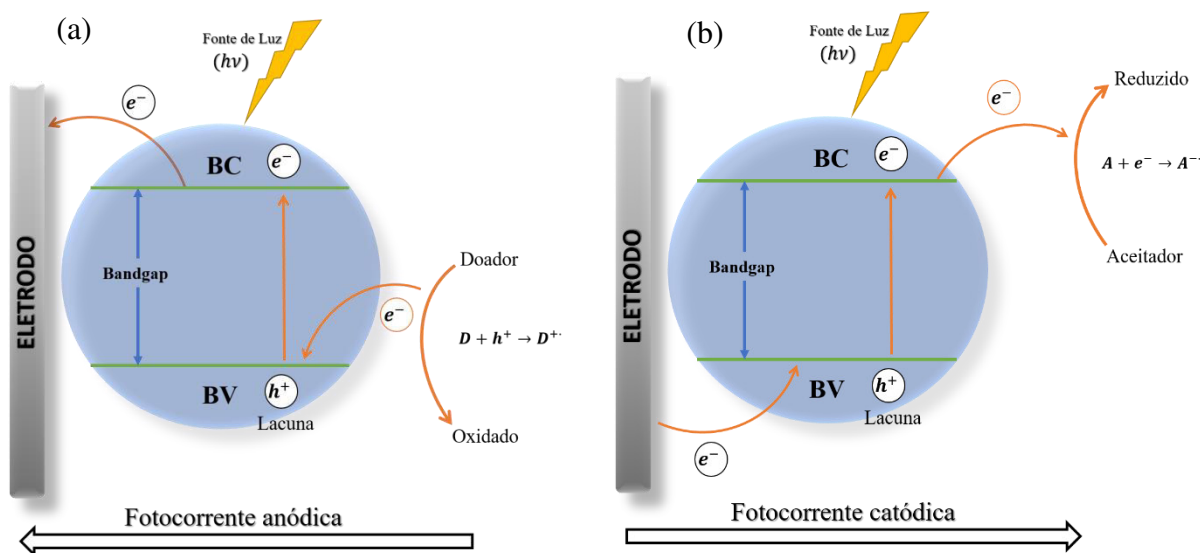 (a)
Fonte de Luz
(hν)
e⁻
BC
e⁻
ELETRODO
Bandgap
Doador
e⁻
D + h⁺ → D⁺·
BV
h⁺
Lacuna
Oxidado
Fotocorrente anódica
(b)
Fonte de Luz
(hν)
e⁻
Reduzido
BC
e⁻
A + e⁻ → A⁻·
ELETRODO
Bandgap
Aceitador
BV
h⁺
Lacuna
e⁻
Fotocorrente catódica